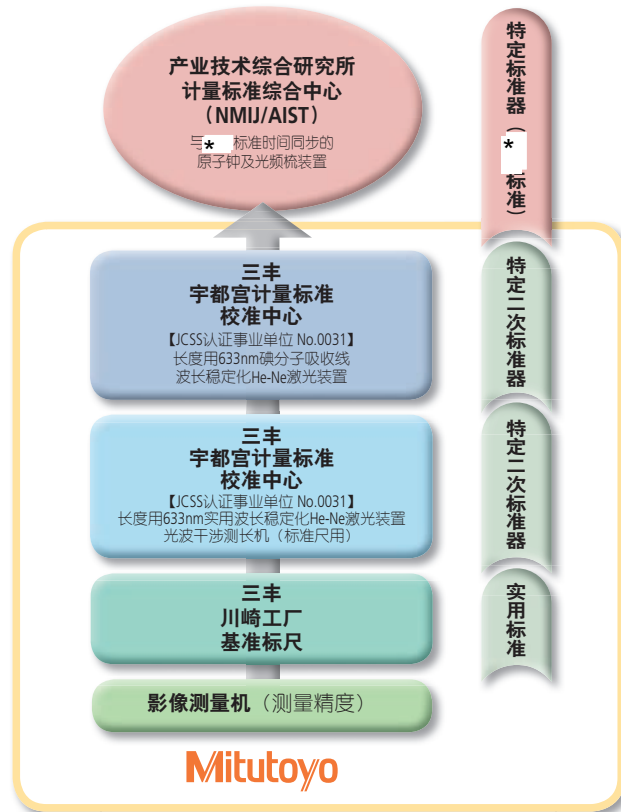 产业技术综合研究所
计量标准综合中心
（NMIJ/AIST）
与* 标准时间同步的
原子钟及光频梳装置
三丰
宇都宫计量标准
校准中心
【JCSS认证事业单位 No.0031】
长度用633nm碘分子吸收线
波长稳定化He-Ne激光装置
三丰
宇都宫计量标准
校准中心
【JCSS认证事业单位 No.0031】
长度用633nm实用波长稳定化He-Ne激光装置
光波干涉测长机（标准尺用）
三丰
川崎工厂
基准标尺
影像测量机（测量精度）
Mitutoyo
特定标准器（*标准）
特定二次标准器
特定二次标准器
实用标准